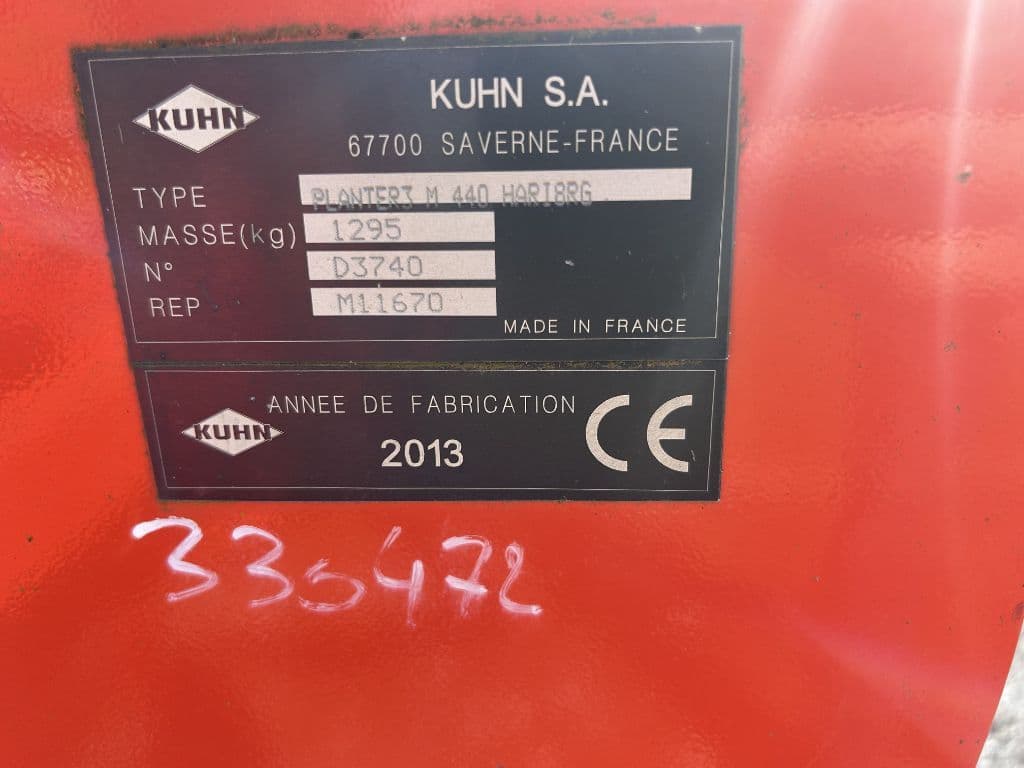 KUHN
KUHN S.A.
67700 SAVERNE-FRANCE
TYPE PLANTER3 M 440 HARI8RG
MASSE(kg) 1295
N° D3740
REP M11670
MADE IN FRANCE
KUHN
ANNEE DE FABRICATION
2013
CE